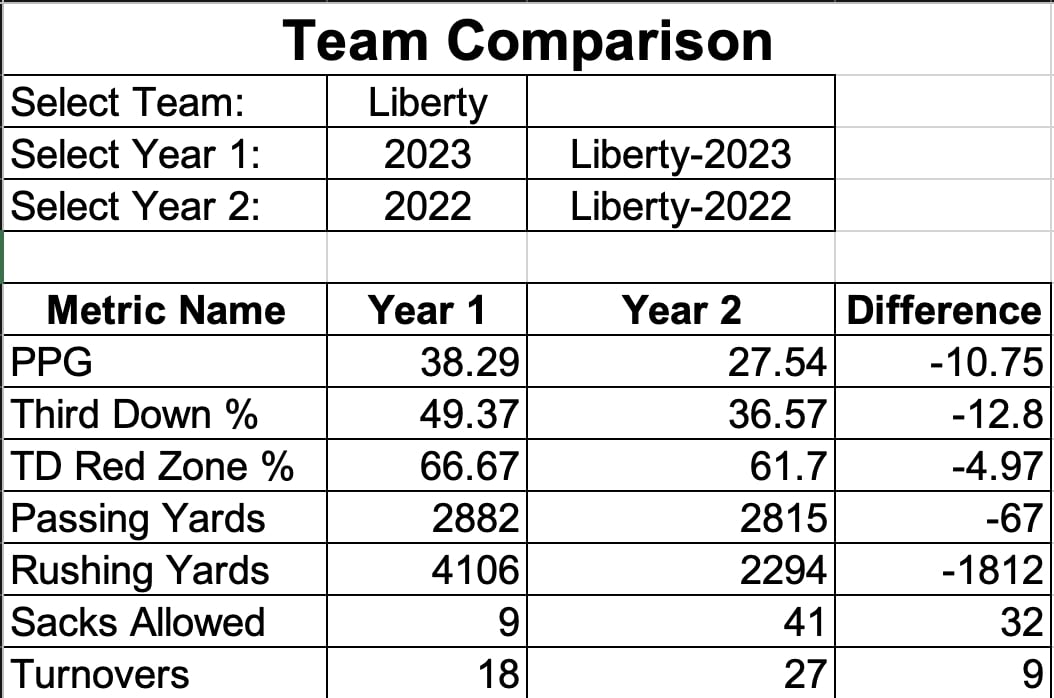 Team Comparison
Select Team: Liberty
Select Year 1: 2023 Liberty-2023
Select Year 2: 2022 Liberty-2022
Metric Name Year 1 Year 2 Difference
PPG 38.29 27.54 -10.75
Third Down % 49.37 36.57 -12.8
TD Red Zone % 66.67 61.7 -4.97
Passing Yards 2882 2815 -67
Rushing Yards 4106 2294 -1812
Sacks Allowed 9 41 32
Turnovers 18 27 9